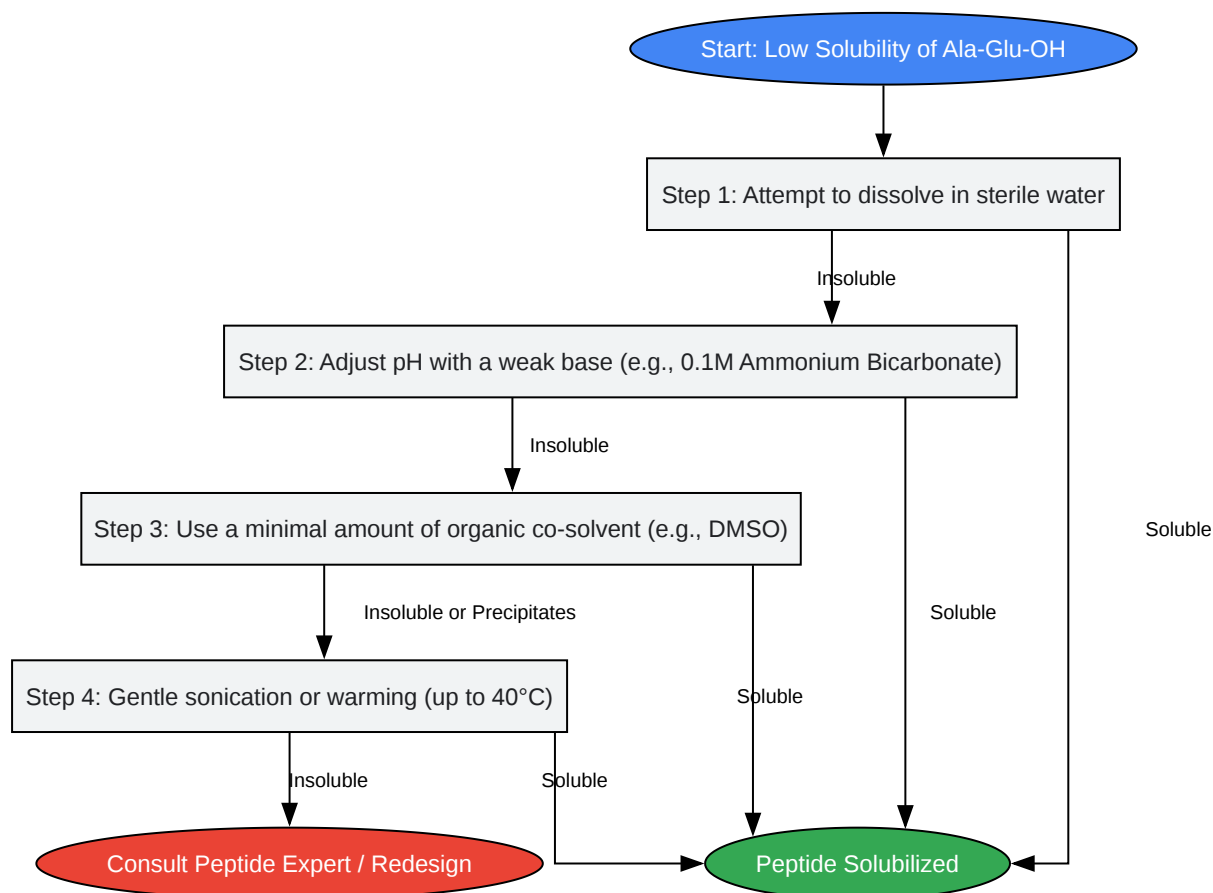 Start: Low Solubility of Ala-Glu-OH
Step 1: Attempt to dissolve in sterile water
Insoluble
Step 2: Adjust pH with a weak base (e.g., 0.1M Ammonium Bicarbonate)
Insoluble
Step 3: Use a minimal amount of organic co-solvent (e.g., DMSO)
Soluble
Insoluble or Precipitates
Soluble
Step 4: Gentle sonication or warming (up to 40°C)
Soluble
Insoluble
Soluble
Consult Peptide Expert / Redesign
Peptide Solubilized